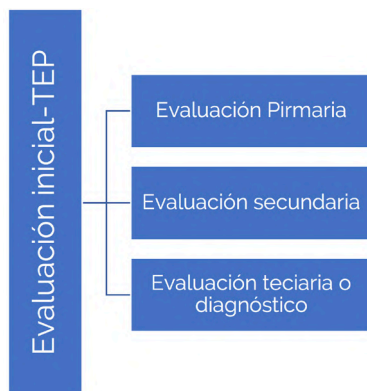 Evaluación inicial-TEP
Evaluación Pirmaria
Evaluación secundaria
Evaluación teciaria o
diagnóstico